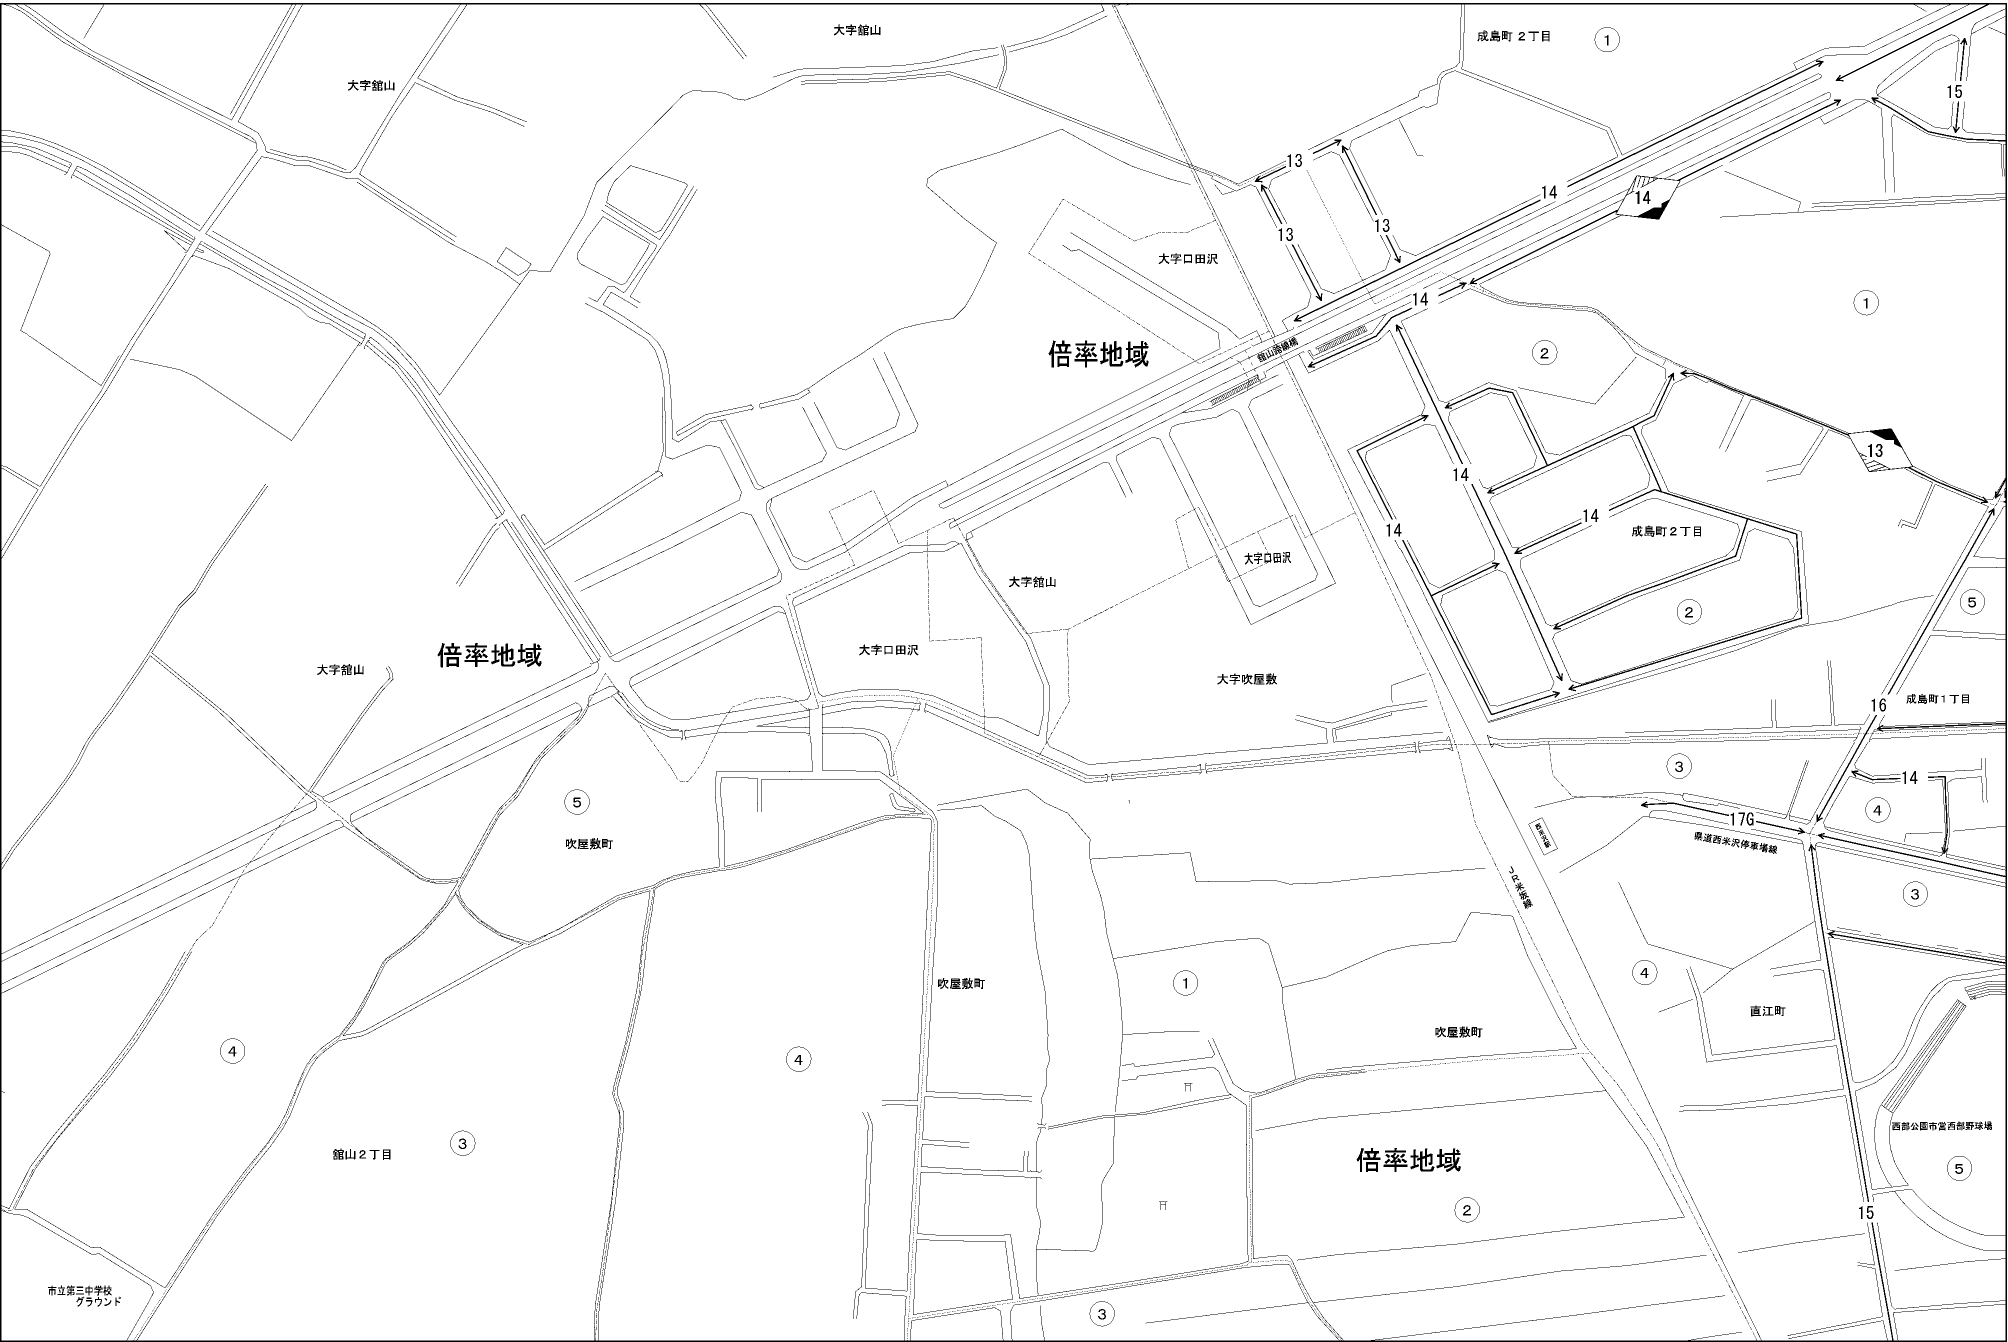 大字舘山
成島町 2丁目
1
大字舘山
15
13
14
14
13
13
大字口田沢
14
1
舘山跨線橋
倍率地域
2
13
14
14
14
成島町 2丁目
大字口田沢
大字舘山
5
2
大字口田沢
倍率地域
大字舘山
大字吹屋敷
成島町1丁目
16
3
14
5
4
17G
吹屋敷町
西米沢駅
県道西米沢停車場線
JR米坂線
3
4
吹屋敷町
1
直江町
吹屋敷町
4
4
西部公園市営西部野球場
3
舘山2丁目
倍率地域
5
2
15
市立第三中学校
グラウンド
3